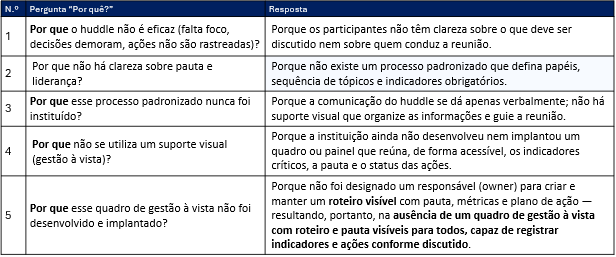 N.º Pergunta "Por quê?" Resposta
1 Por que o huddle não é eficaz (falta foco, decisões demoram, ações não são rastreadas)?
Porque os participantes não têm clareza sobre o que deve ser
discutido nem sobre quem conduz a reunião.
2 Por que não há clareza sobre pauta e
liderança?
Porque não existe um processo padronizado que defina papéis,
sequência de tópicos e indicadores obrigatórios.
3 Por que esse processo padronizado nunca foi
instituído?
Porque a comunicação do huddle se dá apenas verbalmente; não há
suporte visual que organize as informações e guie a reunião.
4 Por que não se utiliza um suporte visual
(gestão à vista)?
Porque a instituição ainda não desenvolveu nem implantou um
quadro ou painel que reúna, de forma acessível, os indicadores
críticos, a pauta e o status das ações.
5 Por que esse quadro de gestão à vista não foi
desenvolvido e implantado?
Porque não foi designado um responsável (owner) para criar e
manter um roteiro visível com pauta, métricas e plano de ação —
resultando, portanto, na ausência de um quadro de gestão à vista
com roteiro e pauta visíveis para todos, capaz de registrar
indicadores e ações conforme discutido.